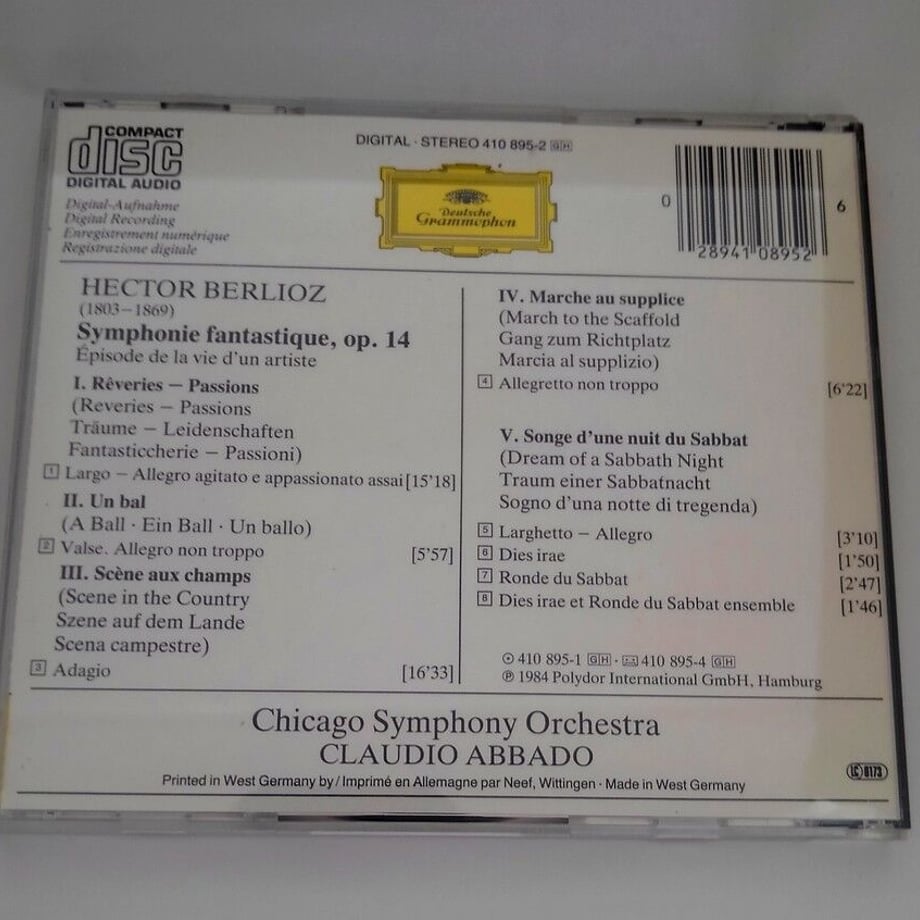 COMPACT
disc
DIGITAL AUDIO
DIGITAL · STEREO 410 895-2 GH
Deutsche
Grammophon
0 28941 08952 6
Digital-Aufnahme
Digital Recording
Enregistrement numérique
Registrazione digitale
HECTOR BERLIOZ
(1803–1869)
Symphonie fantastique, op. 14
Épisode de la vie d'un artiste
I. Rêveries – Passions
(Reveries – Passions
Träume – Leidenschaften
Fantasticcherie – Passioni)
1 Largo – Allegro agitato e appassionato assai [15'18]
II. Un bal
(A Ball · Ein Ball · Un ballo)
2 Valse. Allegro non troppo [5'57]
III. Scène aux champs
(Scene in the Country
Szene auf dem Lande
Scena campestre)
3 Adagio [16'33]
IV. Marche au supplice
(March to the Scaffold
Gang zum Richtplatz
Marcia al supplizio)
4 Allegretto non troppo [6'22]
V. Songe d'une nuit du Sabbat
(Dream of a Sabbath Night
Traum einer Sabbatnacht
Sogno d'una notte di tregenda)
5 Larghetto – Allegro [3'10]
6 Dies irae [1'50]
7 Ronde du Sabbat [2'47]
8 Dies irae et Ronde du Sabbat ensemble [1'46]
410 895-1 GH · 410 895-4 GH
℗ 1984 Polydor International GmbH, Hamburg
Chicago Symphony Orchestra
CLAUDIO ABBADO
Printed in West Germany by / Imprimé en Allemagne par Neef, Wittingen · Made in West Germany
LC 0173